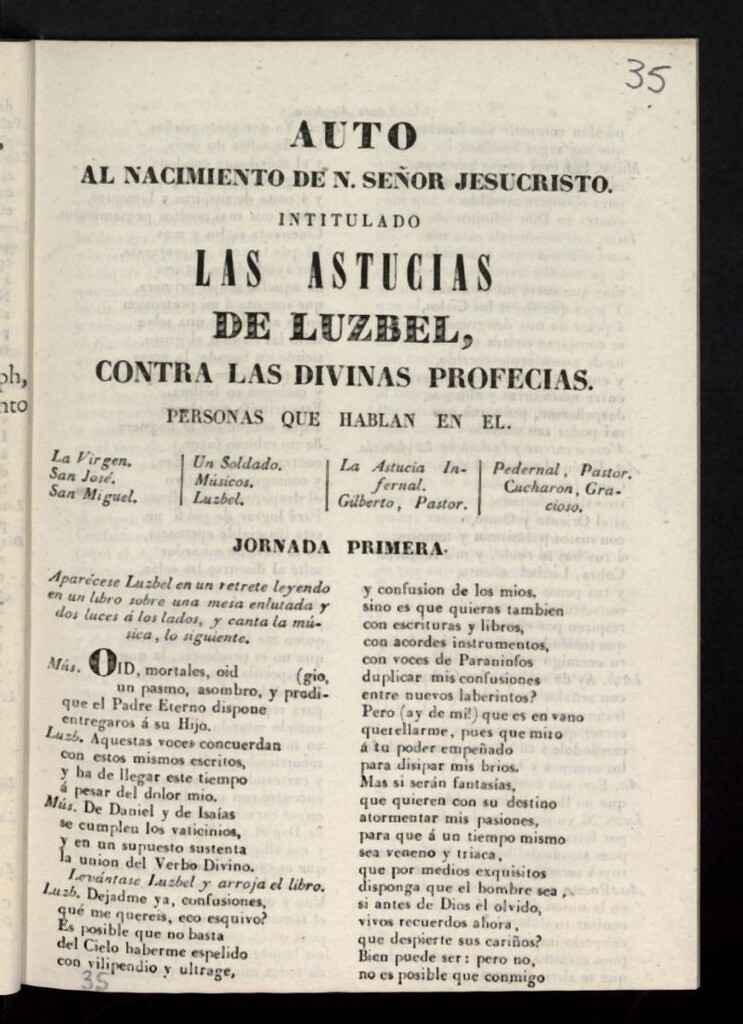 35
AUTO
AL NACIMIENTO DE N. SEÑOR JESUCRISTO.
INTITULADO
LAS ASTUCIAS
DE LUZBEL,
CONTRA LAS DIVINAS PROFECIAS.
PERSONAS QUE HABLAN EN EL.
La Virgen.
San José.
San Miguel.
Un Soldado.
Músicos.
Luzbel.
La Astucia In-
fernal.
Gilberto, Pastor.
Pedernal, Pastor.
Cucharon, Gra-
cioso.
JORNADA PRIMERA.
Aparécese Luzbel en un retrete leyendo
en un libro sobre una mesa enlutada y
dos luces á los lados, y canta la mú-
sica, lo siguiente.
Mús. OID, mortales, oid (gio,
un pasmo, asombro, y prodi-
que el Padre Eterno dispone
entregaros á su Hijo.
Luzb. Aquestas voces concuerdan
con estos mismos escritos,
y ha de llegar este tiempo
á pesar del dolor mio.
Mús. De Daniel y de Isaías
se cumplen los vaticinios,
y en un supuesto sustenta
la union del Verbo Divino.
Levántase Luzbel y arroja el libro.
Luzb. Dejadme ya, confusiones,
qué me quereis, eco esquivo?
Es posible que no basta
del Cielo haberme espelido
con vilipendio y ultrage,
35
y confusion de los mios.
sino es que quieras tambien
con escrituras y libros,
con acordes instrumentos,
con voces de Paraninfos
duplicar mis confusiones
entre nuevos laberintos?
Pero (ay de mi!) que es en vano
querellarme, pues que miro
á tu poder empeñado
para disipar mis brios.
Mas si serán fantasías,
que quieren con su destino
atormentar mis pasiones,
para que á un tiempo mismo
sea veneno y triaca,
que por medios exquisitos
disponga que el hombre sea,
si antes de Dios el olvido,
vivos recuerdos ahora,
que despierte sus cariños?
Bien puede ser: pero no,
no es posible que conmigo
ph,
nto